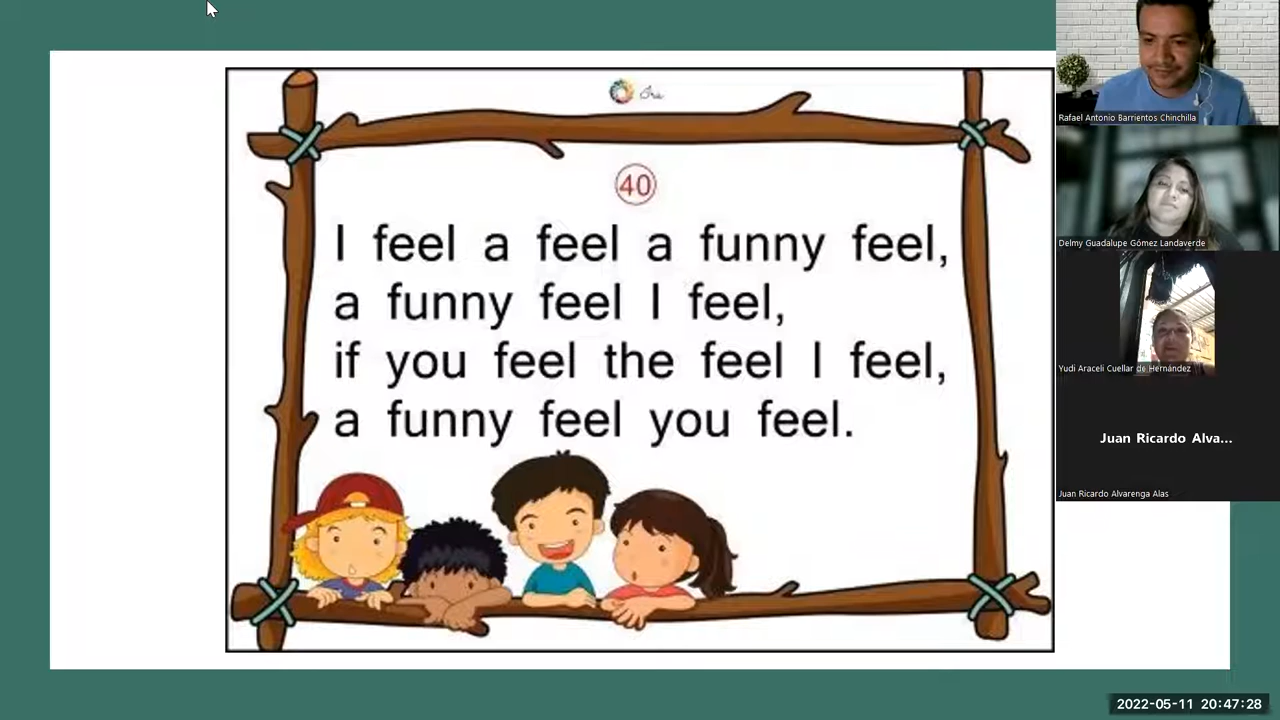 40
I feel a feel a funny feel,
a funny feel I feel,
if you feel the feel I feel,
a funny feel you feel.
Rafael Antonio Barrientos Chinchilla
Delmy Guadalupe Gómez Landaverde
Yudi Araceli Cuellar de Hernández
Juan Ricardo Alva...
Juan Ricardo Alvarenga Alas
2022-05-11 20:47:28